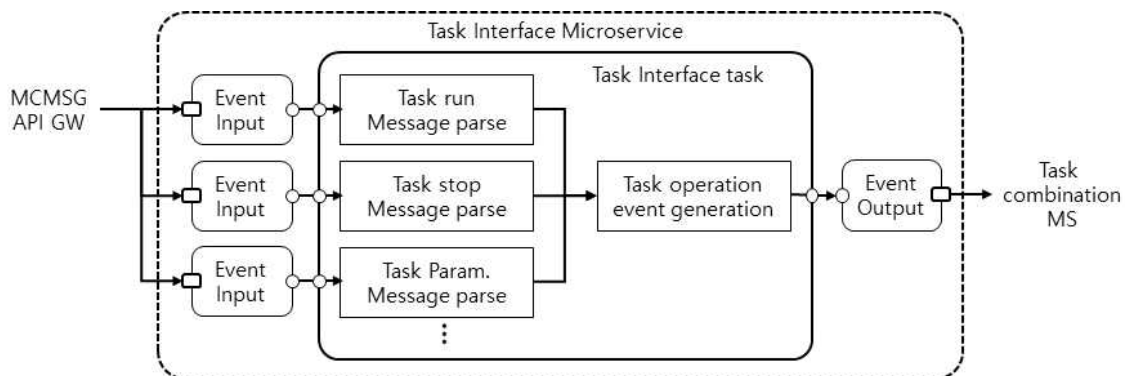 Task Interface Microservice
Task Interface task
MCMSG
API GW
Event
Input
Task run
Message parse
Event
Input
Task stop
Message parse
Task operation
event generation
Event
Output
Task
combination
MS
Event
Input
Task Param.
Message parse
⋮